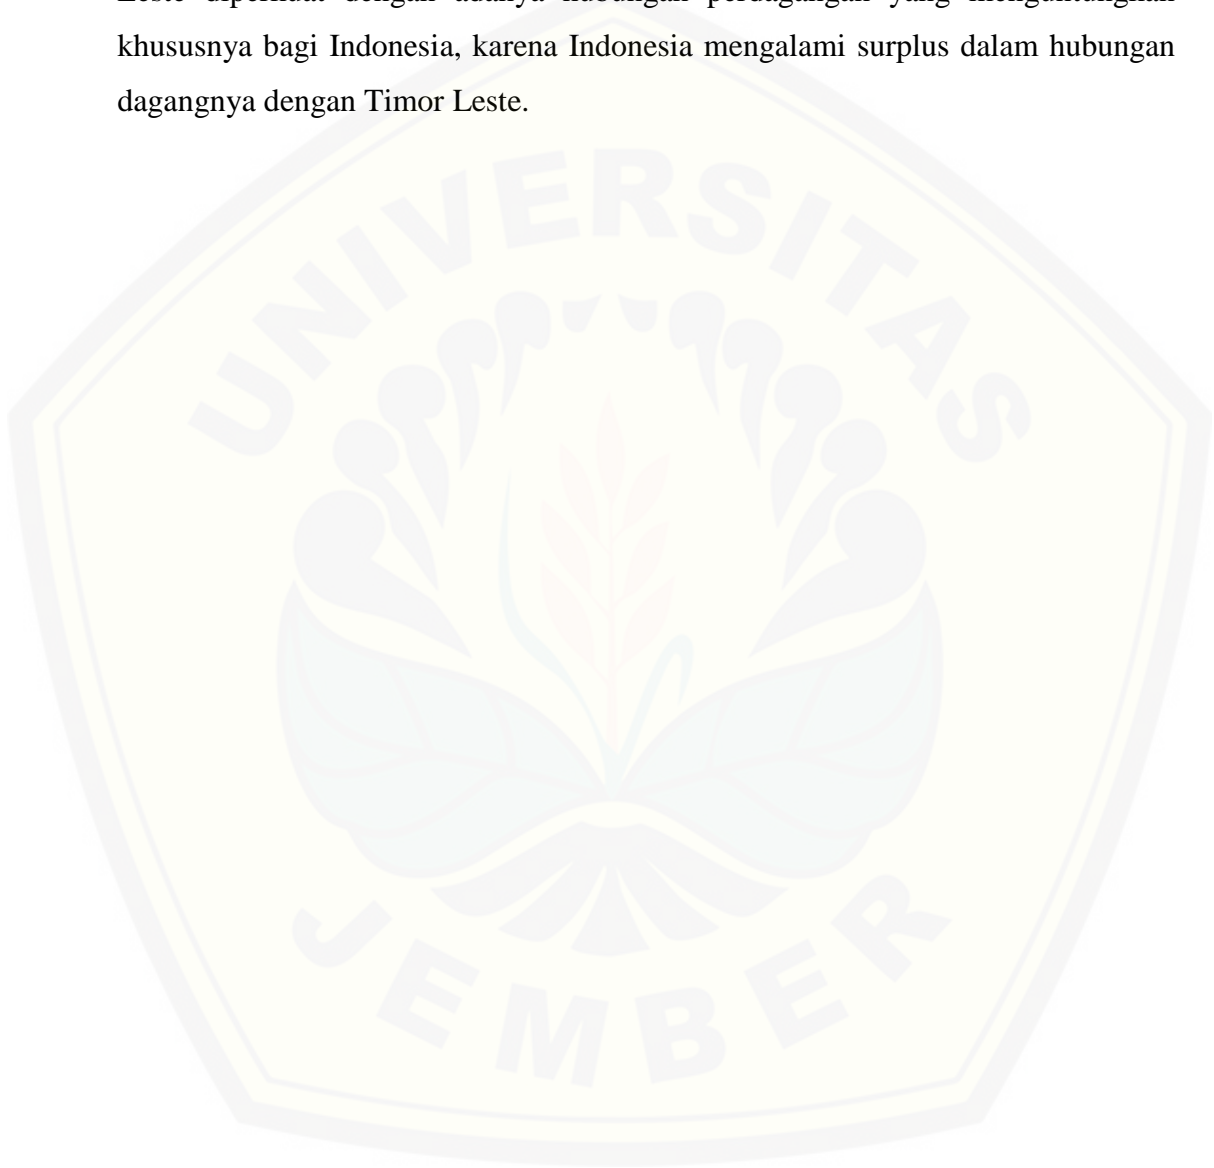 Leste diperkuat dengan adanya hubungan perdagangan yang menguntungkan
khususnya bagi Indonesia, karena Indonesia mengalami surplus dalam hubungan
dagangnya dengan Timor Leste.
UNIVERSITAS
JEMBER